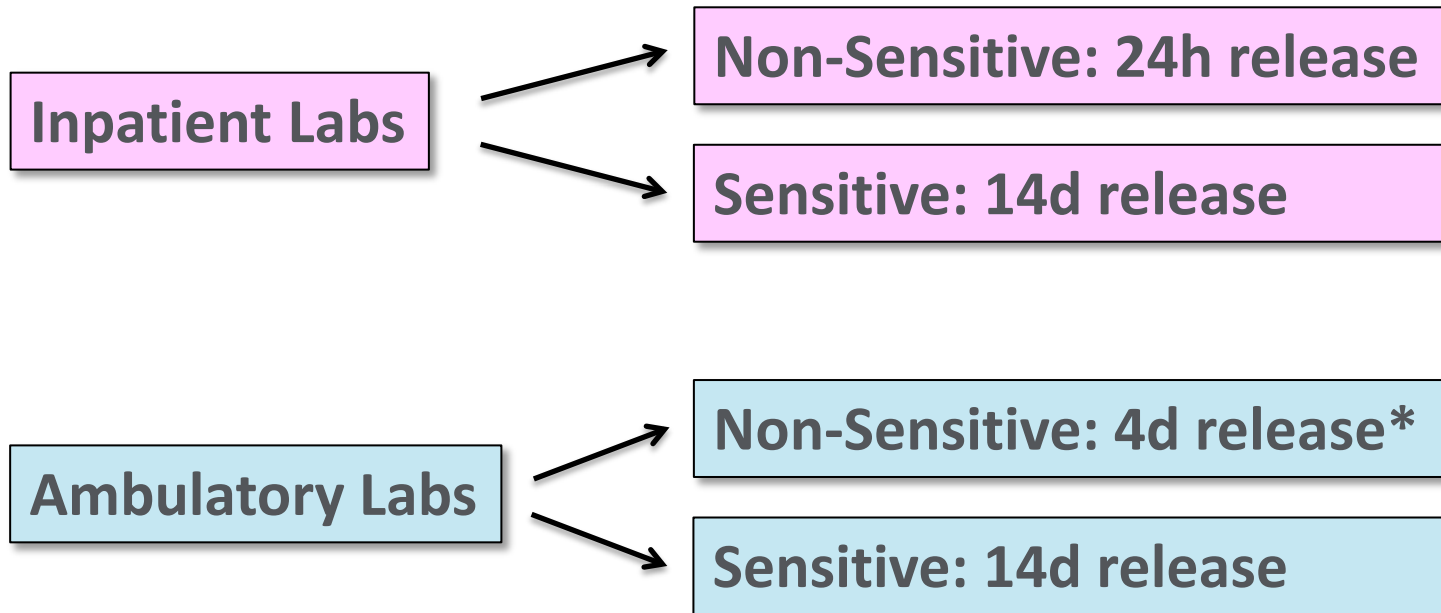 Inpatient Labs
Non-Sensitive: 24h release
Sensitive: 14d release
Ambulatory Labs
Non-Sensitive: 4d release*
Sensitive: 14d release